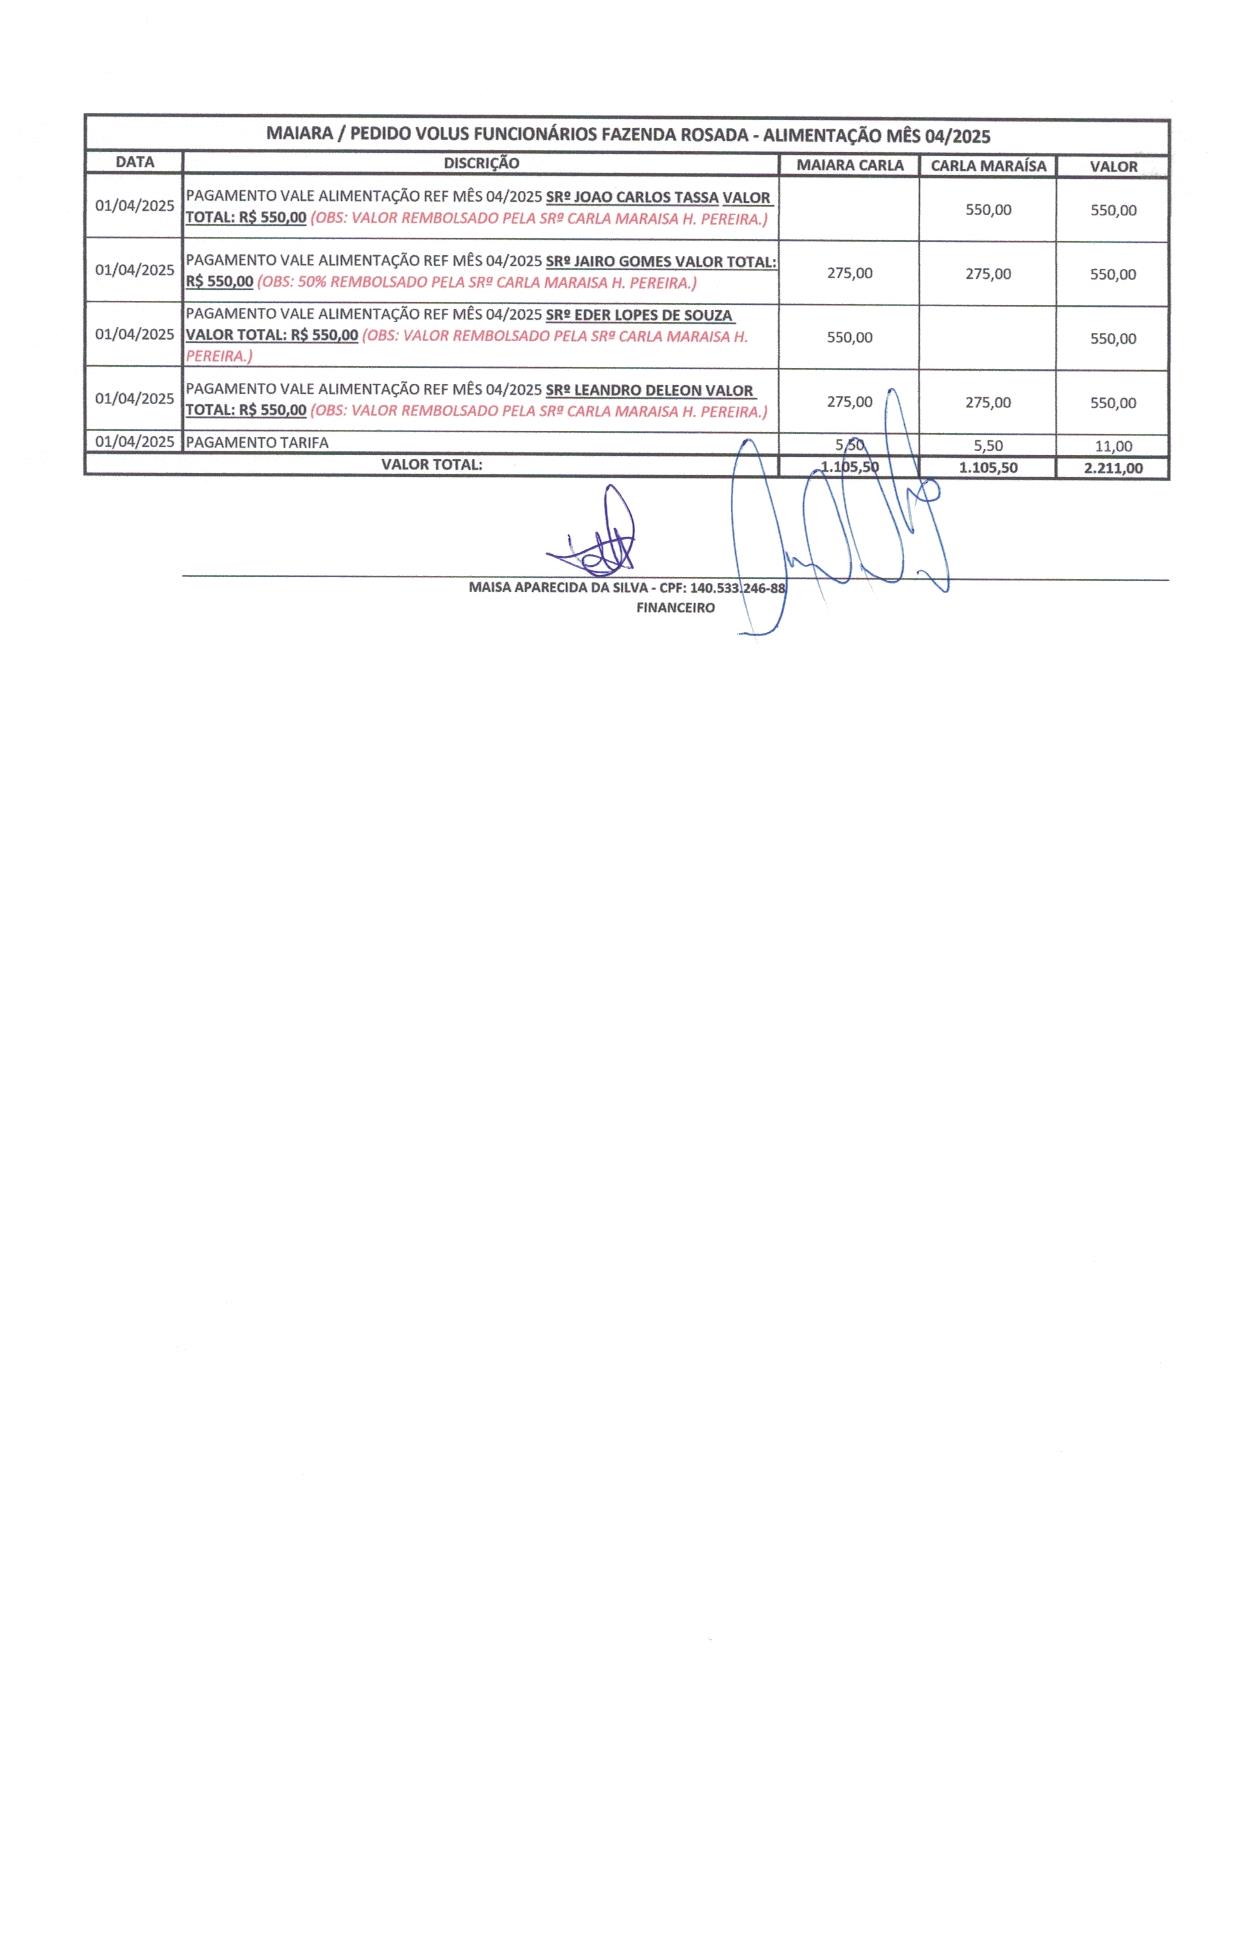 MAIARA / PEDIDO VOLUS FUNCIONÁRIOS FAZENDA ROSADA - ALIMENTAÇÃO MÊS 04/2025
DATA DISCRIÇÃO MAIARA CARLA CARLA MARAÍSA VALOR
01/04/2025 PAGAMENTO VALE ALIMENTAÇÃO REF MÊS 04/2025 SRº JOAO CARLOS TASSA VALOR
TOTAL: R$ 550,00 (OBS: VALOR REMBOLSADO PELA SRª CARLA MARAISA H. PEREIRA.) 550,00 550,00
01/04/2025 PAGAMENTO VALE ALIMENTAÇÃO REF MÊS 04/2025 SRº JAIRO GOMES VALOR TOTAL:
R$ 550,00 (OBS: 50% REMBOLSADO PELA SRª CARLA MARAISA H. PEREIRA.) 275,00 275,00 550,00
PAGAMENTO VALE ALIMENTAÇÃO REF MÊS 04/2025 SRº EDER LOPES DE SOUZA
01/04/2025 VALOR TOTAL: R$ 550,00 (OBS: VALOR REMBOLSADO PELA SRª CARLA MARAISA H. 550,00 550,00
PEREIRA.)
01/04/2025 PAGAMENTO VALE ALIMENTAÇÃO REF MÊS 04/2025 SRº LEANDRO DELEON VALOR
TOTAL: R$ 550,00 (OBS: VALOR REMBOLSADO PELA SRª CARLA MARAISA H. PEREIRA.) 275,00 275,00 550,00
01/04/2025 PAGAMENTO TARIFA 5,50 5,50 11,00
VALOR TOTAL: 1.105,50 1.105,50 2.211,00
MAISA APARECIDA DA SILVA - CPF: 140.533.246-88
FINANCEIRO